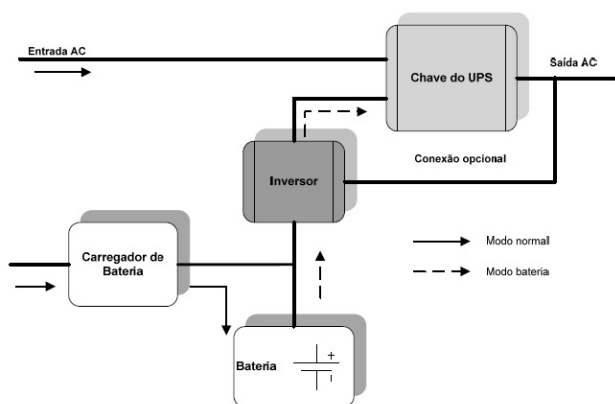 Entrada AC
Chave do UPS
Saída AC
Conexão opcional
Inversor
Modo normal
Modo bateria
Carregador de
Bateria
Bateria
+